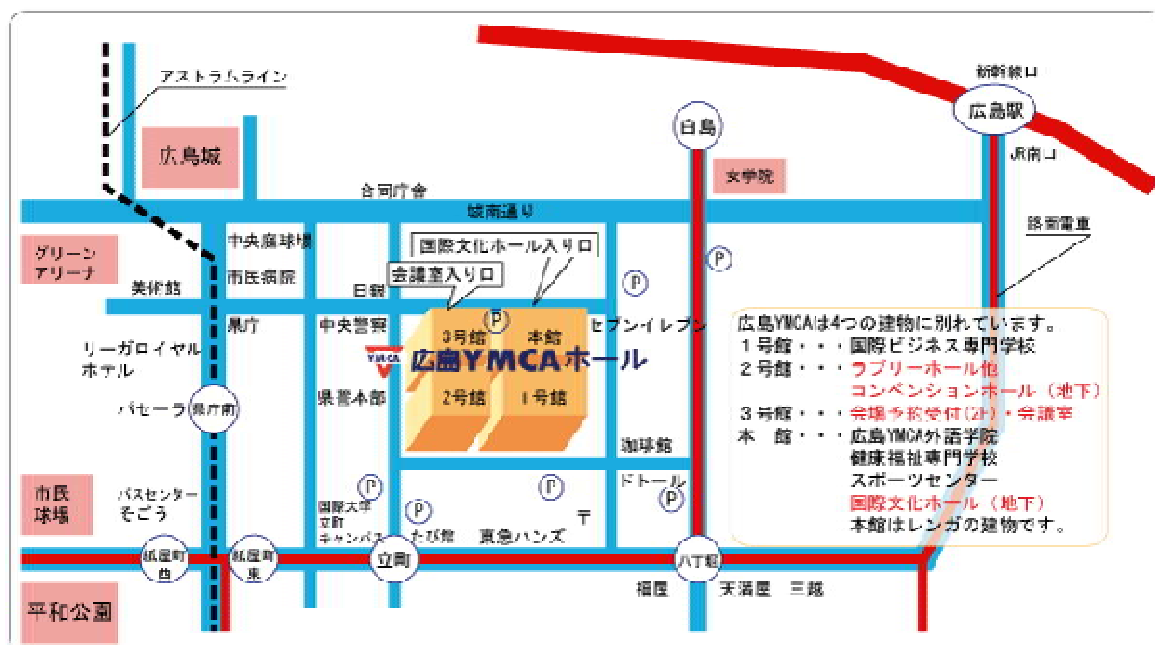 アストラムライン
新幹線口
広島駅
白島
広島城
JR南口
女学院
合同庁舎
城南通り
路面電車
グリーン
アリーナ
中央庭球場
国際文化ホール入り口
会議室入り口
市民病院
美術館
日観
P
P
県庁
中央警察
P
セブンイレブン
3号館
本館
リーガロイヤル
ホテル
YMCA
広島YMCAホール
県警本部
2号館
1号館
パセーラ
県庁前
広島YMCAは4つの建物に別れています。
1号館・・・国際ビジネス専門学校
2号館・・・ラブリーホール他
コンベンションホール（地下）
3号館・・・会場予約受付(2F)・会議室
本　館・・・広島YMCA外語学院
健康福祉専門学校
スポーツセンター
国際文化ホール（地下）
本館はレンガの建物です。
珈琲館
ドトール
市民
球場
バスセンター
そごう
P
P
P
P
国際大学
立町
キャンパス
たび館
東急ハンズ
〒
紙屋町
西
紙屋町
東
立町
八丁堀
平和公園
福屋
天満屋
三越